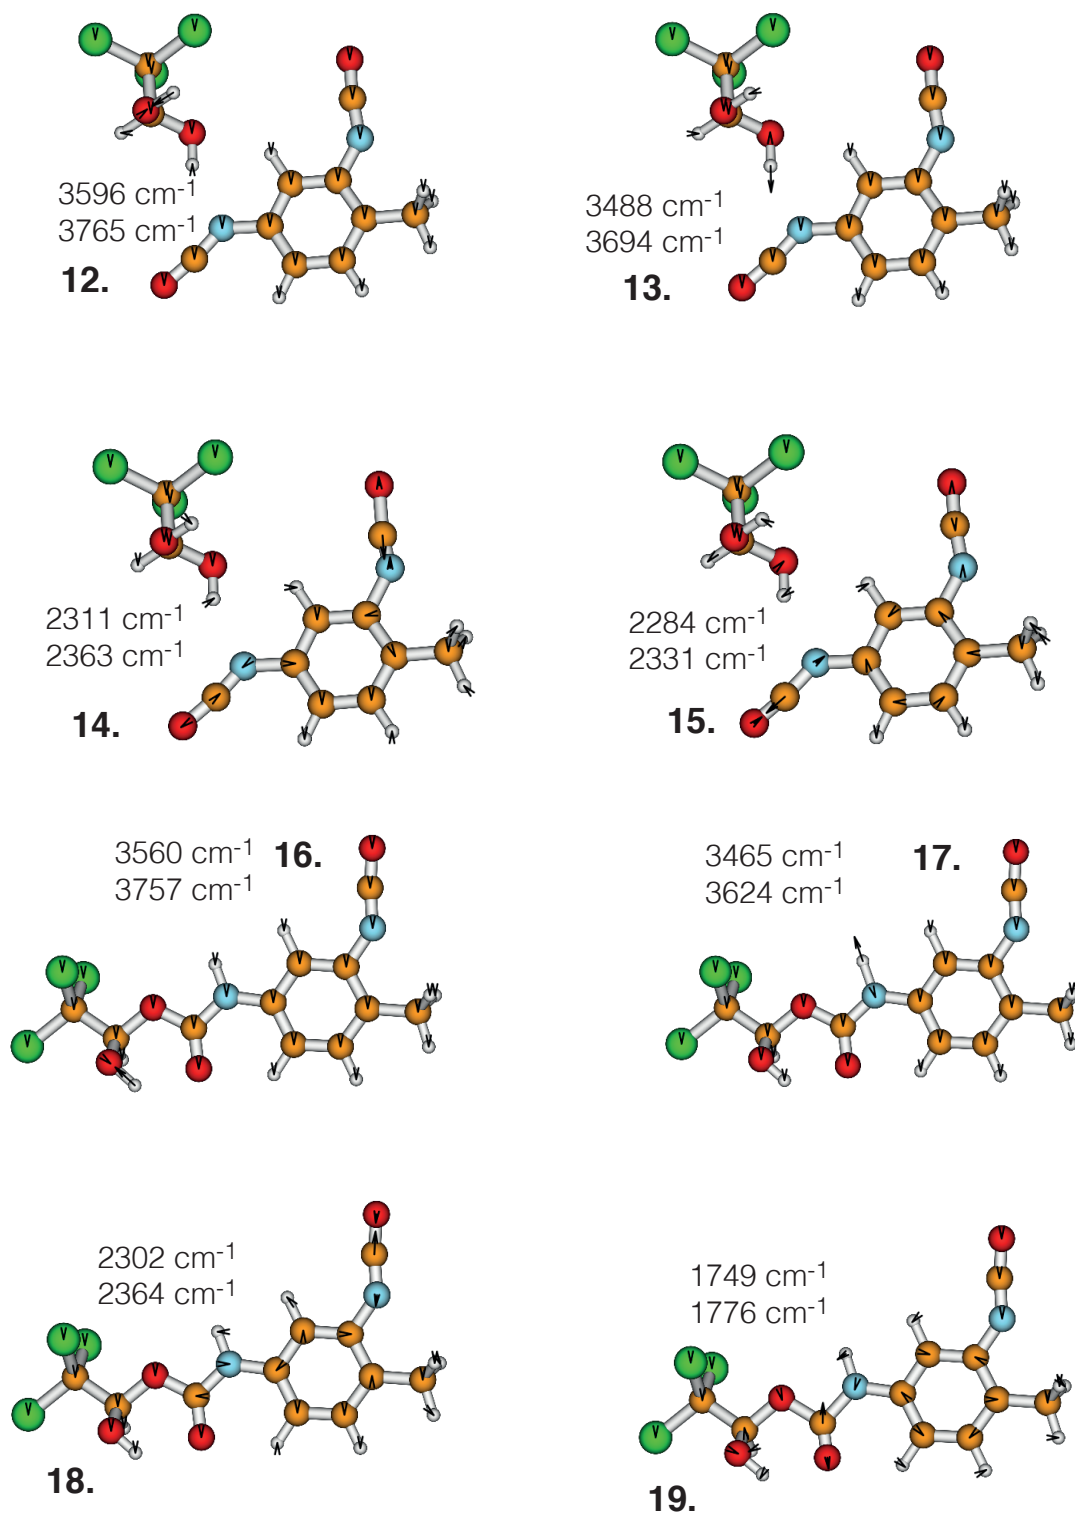 3596 cm-1
3765 cm-1
12.
3488 cm-1
3694 cm-1
13.
2311 cm-1
2363 cm-1
14.
2284 cm-1
2331 cm-1
15.
3560 cm-1
3757 cm-1
16.
3465 cm-1
3624 cm-1
17.
2302 cm-1
2364 cm-1
18.
1749 cm-1
1776 cm-1
19.